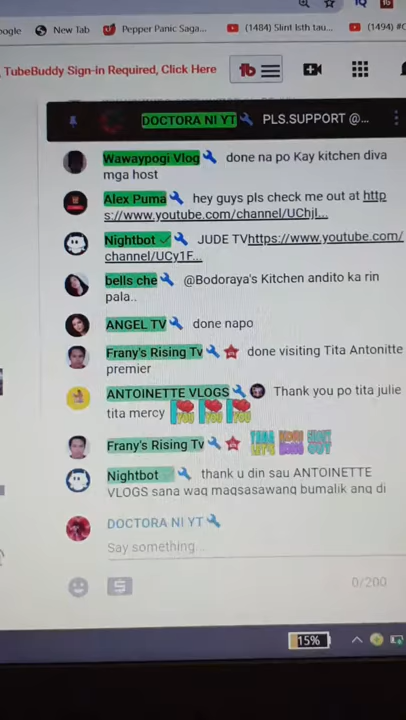 New Tab
Pepper Panic Saga...
(1484) Slint Ish tau...
(1494)
TubeBuddy Sign-in Required, Click Here
tb
DOCTORA NI YT PLS.SUPPORT @...
Wawaypogi Vlog done na po Kay kitchen diva
mga host
Alex Puma hey guys pls check me out at http
s://www.youtube.com/channel/UChjI...
Nightbot JUDE TVhttps://www.youtube.com/
channel/UCy1F...
bells che @Bodoraya's Kitchen andito ka rin
pala..
ANGEL TV done napo
Frany's Rising Tv done visiting Tita Antonitte
premier
ANTOINETTE VLOGS Thank you po tita julie
tita mercy
Frany's Rising Tv
Nightbot thank u din sau ANTOINETTE
VLOGS sana wag magsasawang bumalik ang di
DOCTORA NI YT
Say something...
0/200
15%